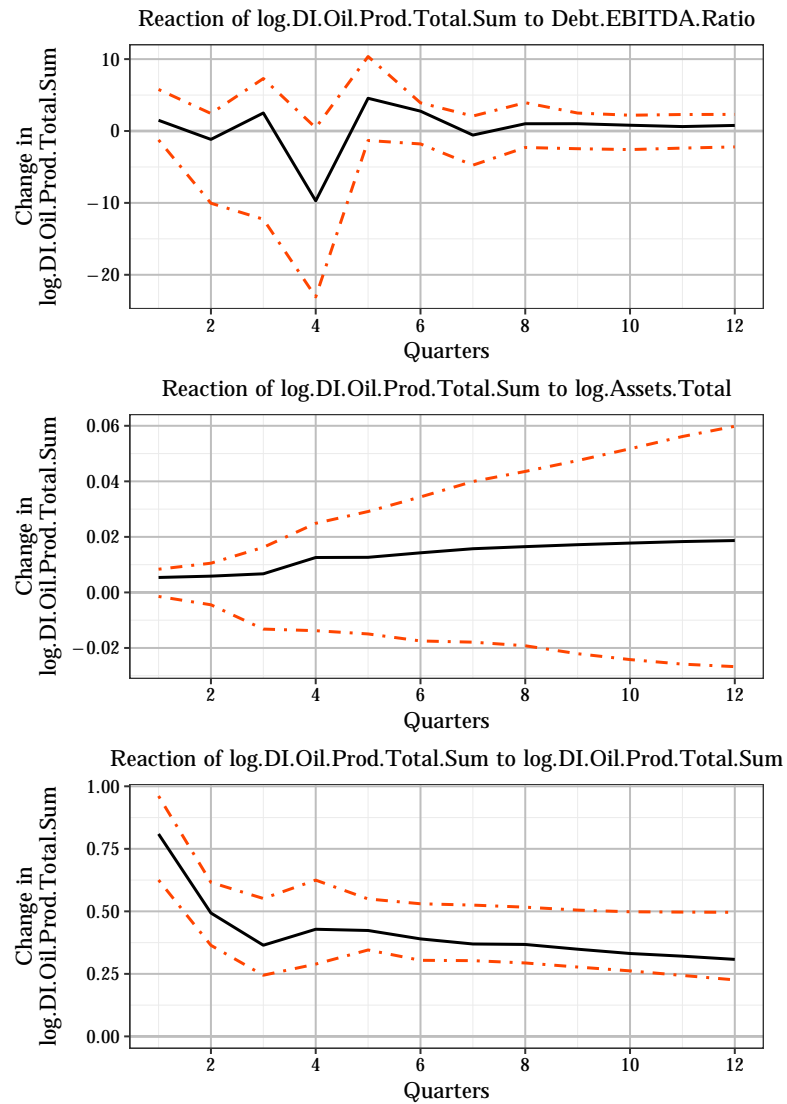 Reaction of log.DI.Oil.Prod.Total.Sum to Debt.EBITDA.Ratio
Change in
log.DI.Oil.Prod.Total.Sum
10
0
−10
−20
2 4 6 8 10 12
Quarters
Reaction of log.DI.Oil.Prod.Total.Sum to log.Assets.Total
Change in
log.DI.Oil.Prod.Total.Sum
0.06
0.04
0.02
0.00
−0.02
2 4 6 8 10 12
Quarters
Reaction of log.DI.Oil.Prod.Total.Sum to log.DI.Oil.Prod.Total.Sum
Change in
log.DI.Oil.Prod.Total.Sum
1.00
0.75
0.50
0.25
0.00
2 4 6 8 10 12
Quarters